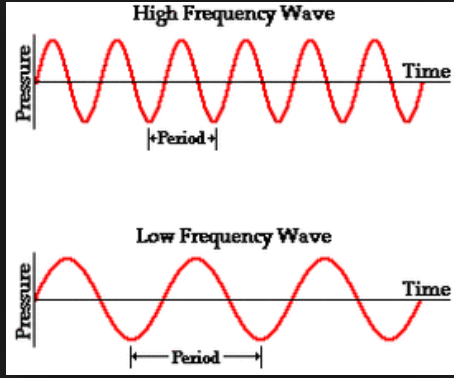 High Frequency Wave
Pressure
Time
Period
Low Frequency Wave
Pressure
Time
Period